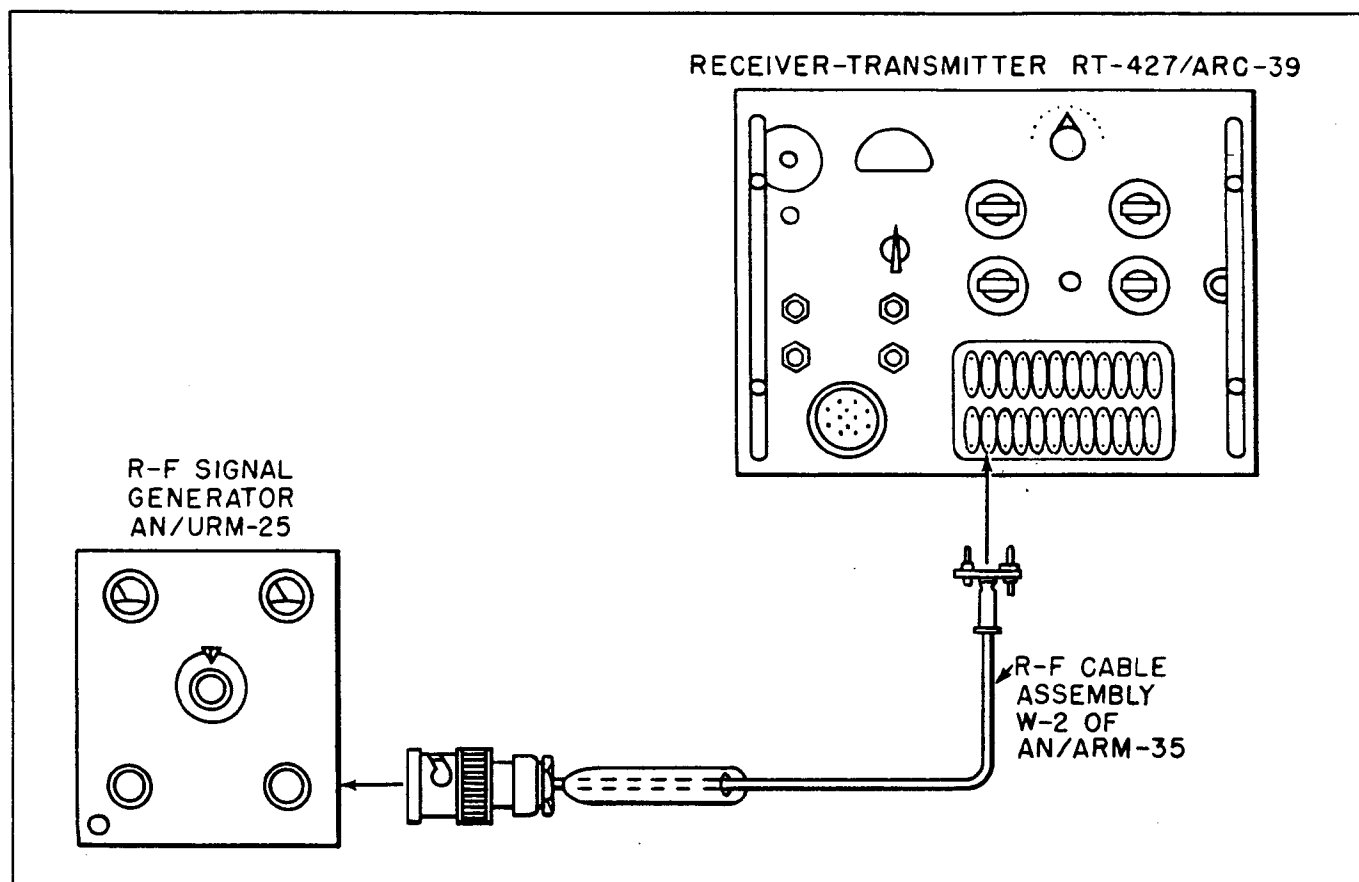 RECEIVER-TRANSMITTER RT-427/ARC-39
R-F SIGNAL
GENERATOR
AN/URM-25
R-F CABLE
ASSEMBLY
W-2 OF
AN/ARM-35